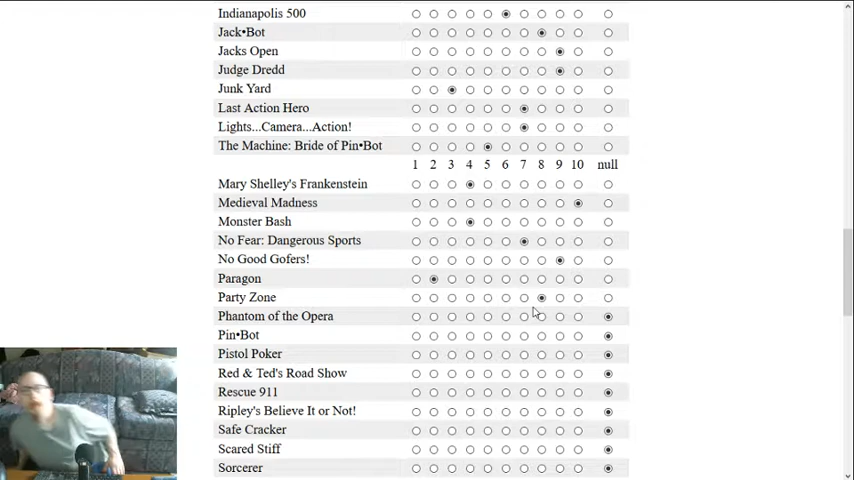 Indianapolis 500
Jack•Bot
Jacks Open
Judge Dredd
Junk Yard
Last Action Hero
Lights...Camera...Action!
The Machine: Bride of Pin•Bot
1 2 3 4 5 6 7 8 9 10 null
Mary Shelley's Frankenstein
Medieval Madness
Monster Bash
No Fear: Dangerous Sports
No Good Gofers!
Paragon
Party Zone
Phantom of the Opera
Pin•Bot
Pistol Poker
Red & Ted's Road Show
Rescue 911
Ripley's Believe It or Not!
Safe Cracker
Scared Stiff
Sorcerer